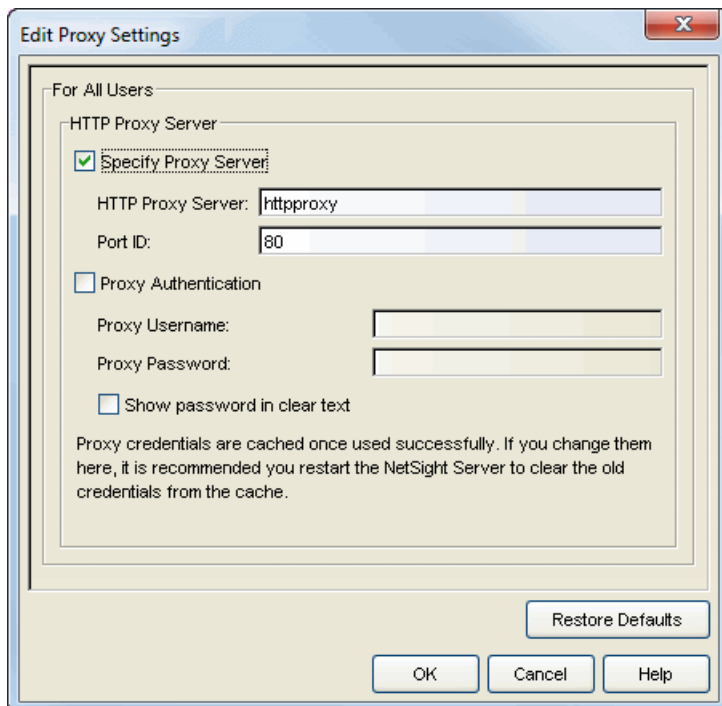 Edit Proxy Settings
For All Users
HTTP Proxy Server
Specify Proxy Server
HTTP Proxy Server: httpproxy
Port ID: 80
Proxy Authentication
Proxy Username:
Proxy Password:
Show password in clear text
Proxy credentials are cached once used successfully. If you change them
here, it is recommended you restart the NetSight Server to clear the old
credentials from the cache.
Restore Defaults
OK Cancel Help